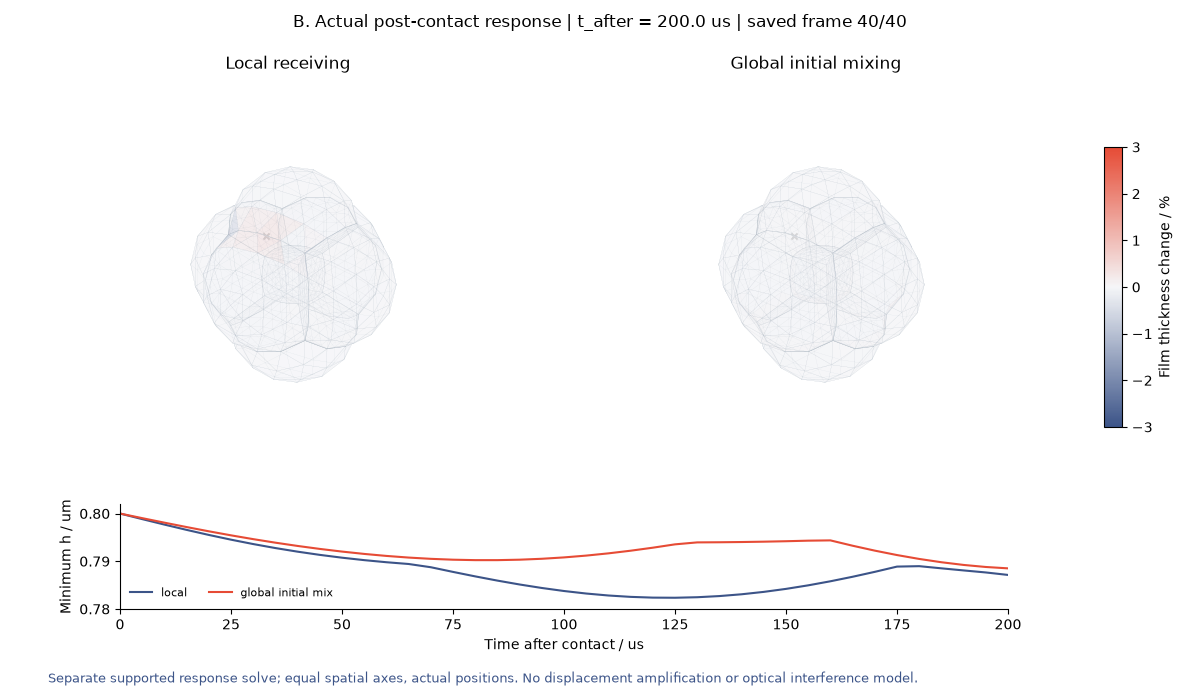 B. Actual post-contact response | t_after = 200.0 us | saved frame 40/40
Local receiving
Global initial mixing
3
2
1
0
−1
−2
−3
Film thickness change / %
0.80
0.79
0.78
Minimum h / um
local
global initial mix
0 25 50 75 100 125 150 175 200
Time after contact / us
Separate supported response solve; equal spatial axes, actual positions. No displacement amplification or optical interference model.